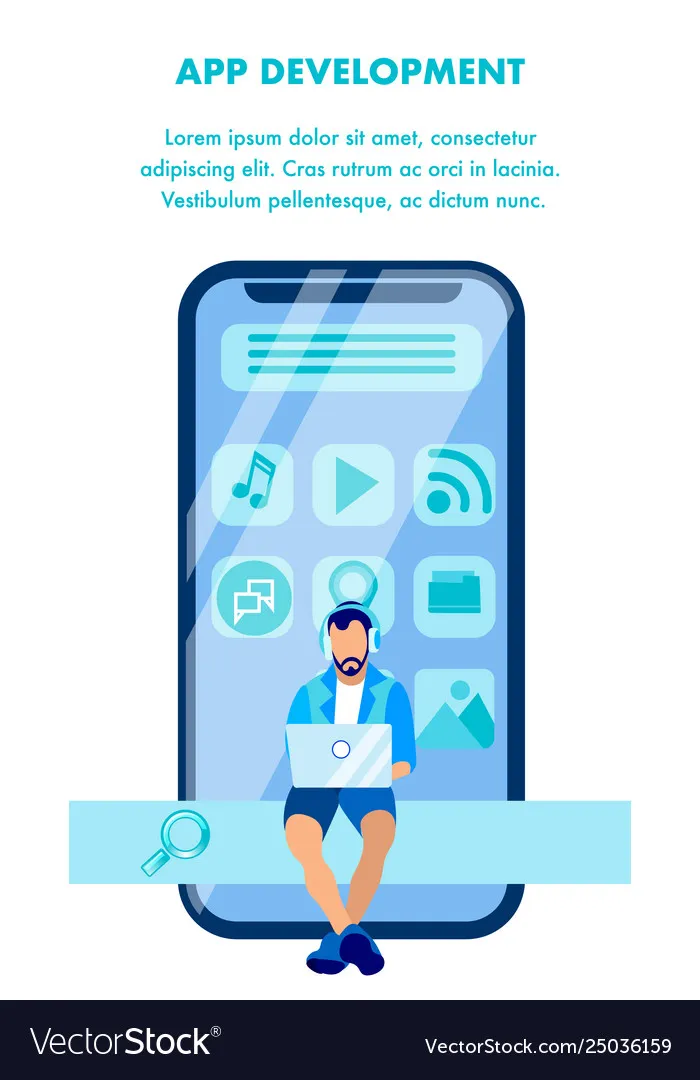 APP DEVELOPMENT
Lorem ipsum dolor sit amet, consectetur
adipiscing elit. Cras rutrum ac orci in lacinia.
Vestibulum pellentesque, ac dictum nunc.
VectorStock®
VectorStock.com/25036159